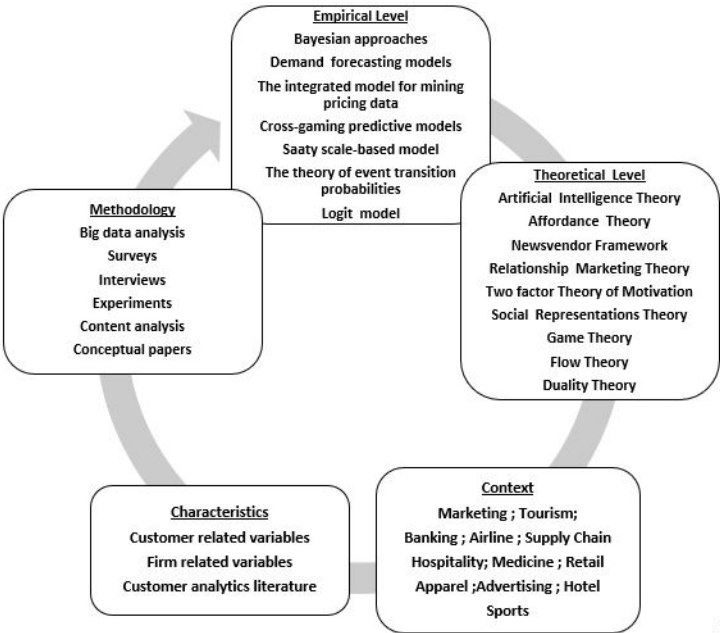 Empirical Level
Bayesian approaches
Demand forecasting models
The integrated model for mining
pricing data
Cross-gaming predictive models
Saaty scale-based model
The theory of event transition
probabilities
Logit model
Theoretical Level
Artificial Intelligence Theory
Affordance Theory
Newsvendor Framework
Relationship Marketing Theory
Two factor Theory of Motivation
Social Representations Theory
Game Theory
Flow Theory
Duality Theory
Context
Marketing ; Tourism;
Banking ; Airline ; Supply Chain
Hospitality; Medicine ; Retail
Apparel ;Advertising ; Hotel
Sports
Characteristics
Customer related variables
Firm related variables
Customer analytics literature
Methodology
Big data analysis
Surveys
Interviews
Experiments
Content analysis
Conceptual papers